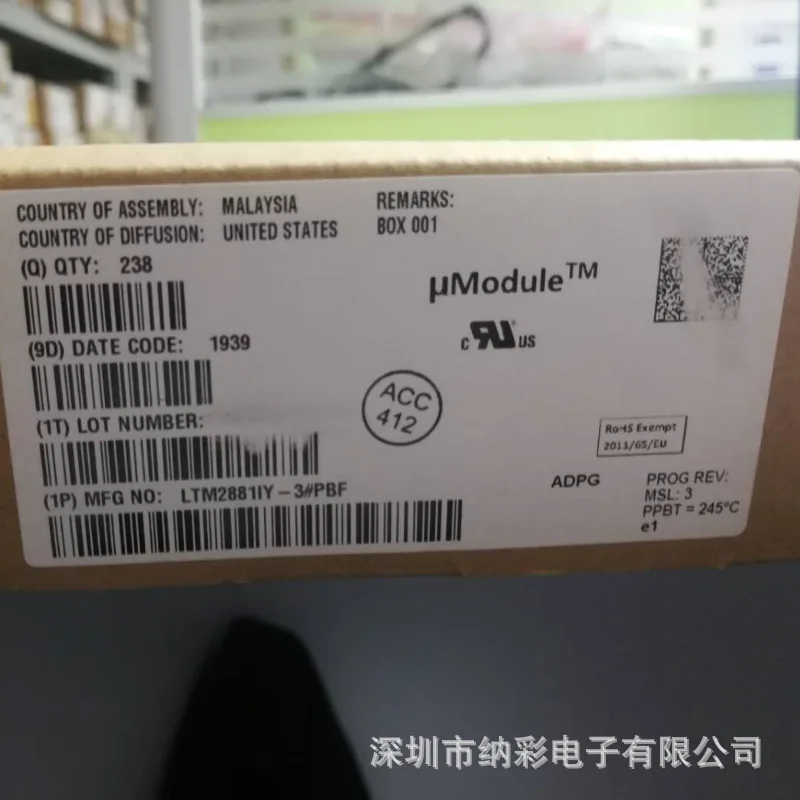 COUNTRY OF ASSEMBLY: MALAYSIA
COUNTRY OF DIFFUSION: UNITED STATES
REMARKS:
BOX 001
(Q) QTY: 238
µModule™
(9D) DATE CODE: 1939
c RU US
ACC
412
(1T) LOT NUMBER:
RoHS Exempt
2011/65/EU
(1P) MFG NO: LTM2881IY-3#PBF
ADPG
PROG REV:
MSL: 3
PPBT = 245°C
e1
深圳市纳彩电子有限公司